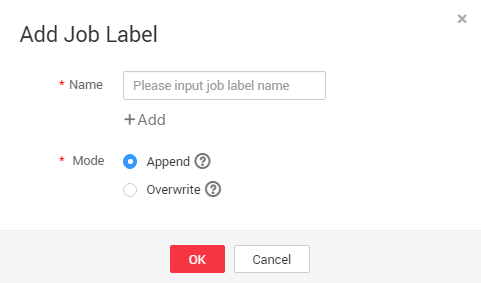 Add Job Label
* Name Please input job label name
+Add
* Mode Append ?
Overwrite ?
OK Cancel